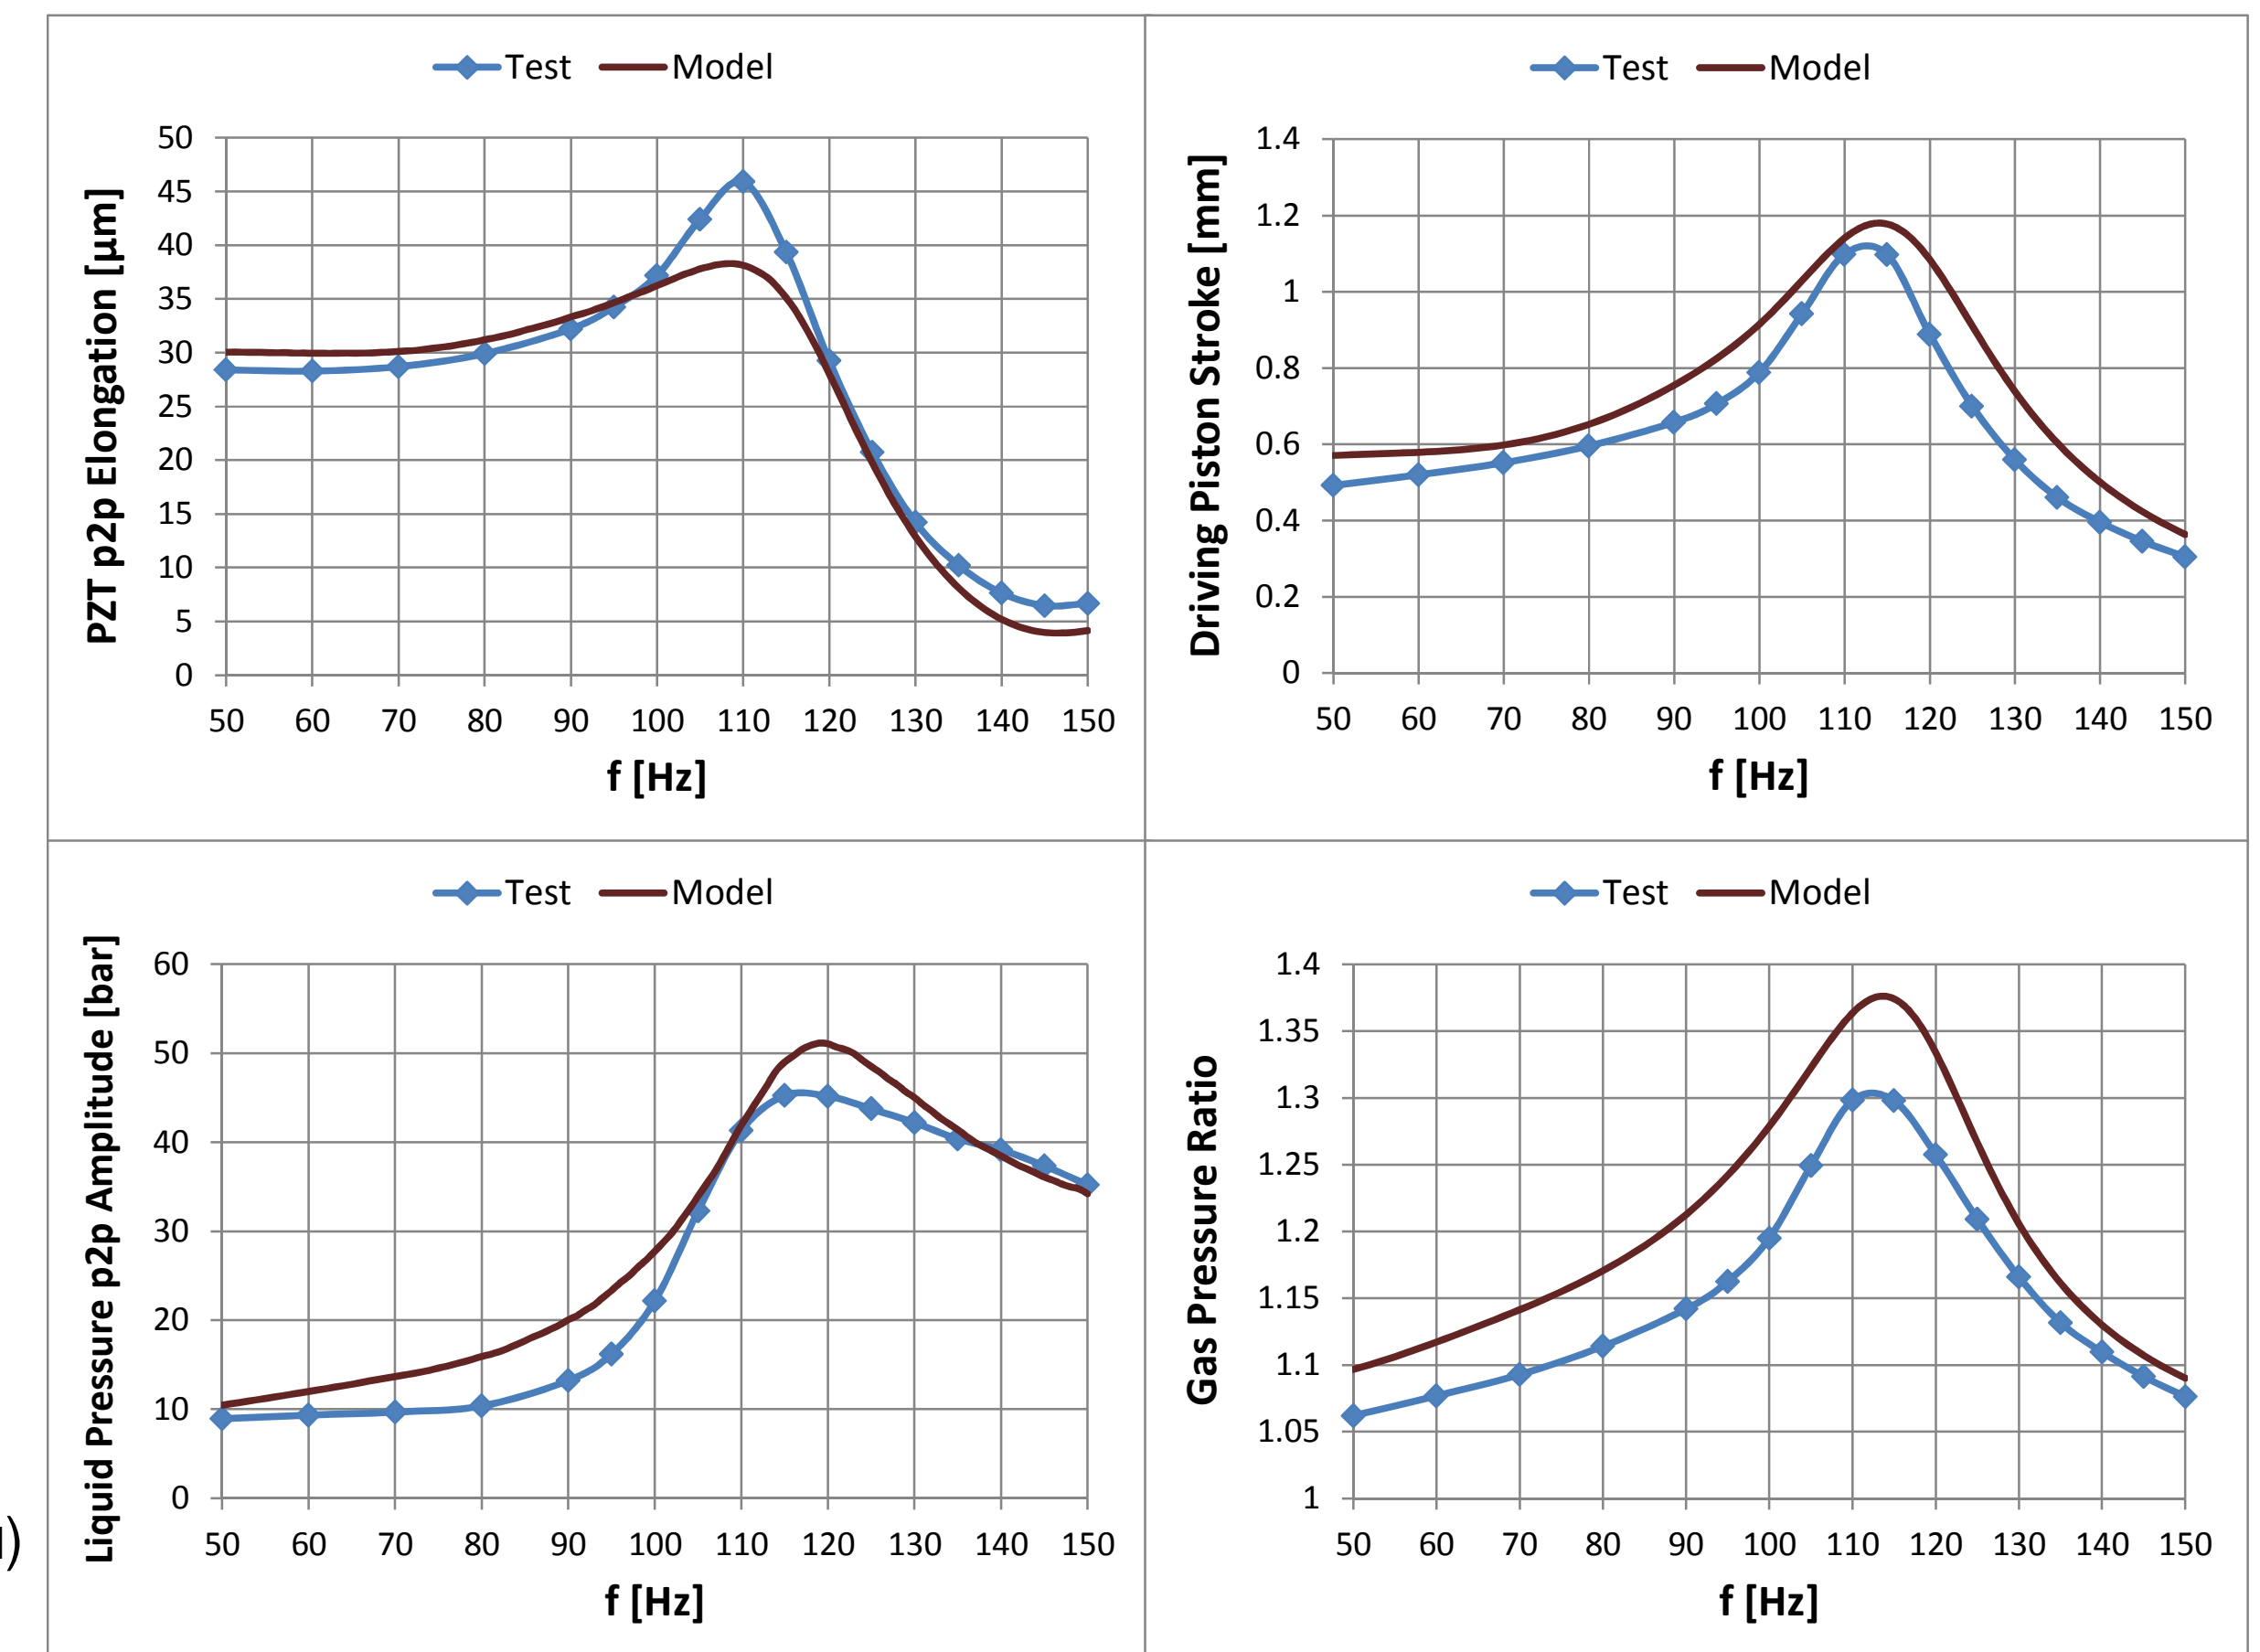 Test Model
PZT p2p Elongation [µm]
50
45
40
35
30
25
20
15
10
5
0
50 60 70 80 90 100 110 120 130 140 150
f [Hz]
Test Model
Driving Piston Stroke [mm]
1.4
1.2
1
0.8
0.6
0.4
0.2
0
50 60 70 80 90 100 110 120 130 140 150
f [Hz]
Test Model
Liquid Pressure p2p Amplitude [bar]
60
50
40
30
20
10
0
50 60 70 80 90 100 110 120 130 140 150
f [Hz]
Test Model
Gas Pressure Ratio
1.4
1.35
1.3
1.25
1.2
1.15
1.1
1.05
1
50 60 70 80 90 100 110 120 130 140 150
f [Hz]